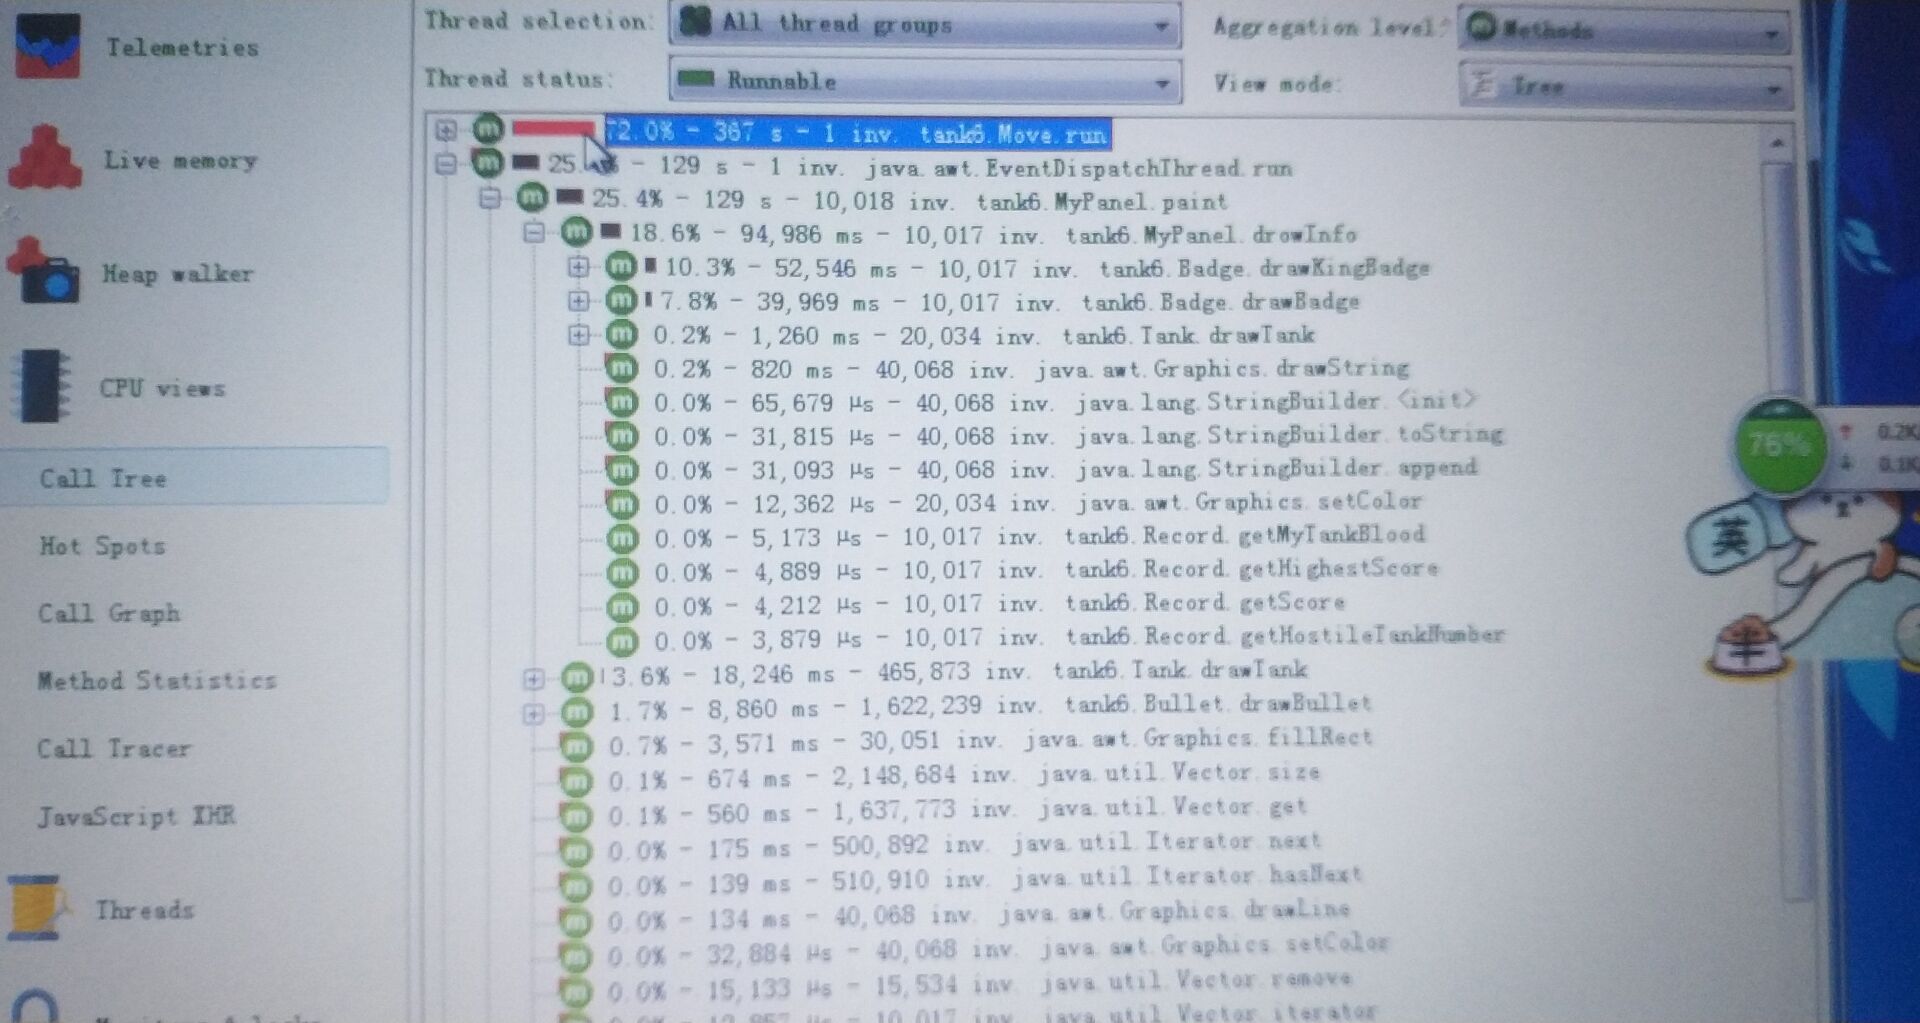 Telemetries
Live memory
Heap walker
CPU views
Call Tree
Hot Spots
Call Graph
Method Statistics
Call Tracer
JavaScript XHR
Threads
Thread selection:
All thread groups
Aggregation level:
Methods
Thread status:
Runnable
View mode:
Tree
72.0% - 367 s - 1 inv. tank6.Move.run
25. % - 129 s - 1 inv. java.awt.EventDispatchThread.run
25.4% - 129 s - 10,018 inv. tank6.MyPanel.paint
18.6% - 94,986 ms - 10,017 inv. tank6.MyPanel.drowInfo
10.3% - 52,546 ms - 10,017 inv. tank6.Badge.drawKingBadge
7.8% - 39,969 ms - 10,017 inv. tank6.Badge.drawBadge
0.2% - 1,260 ms - 20,034 inv. tank6.Tank.drawTank
0.2% - 820 ms - 40,068 inv. java.awt.Graphics.drawString
0.0% - 65,679 μs - 40,068 inv. java.lang.StringBuilder.<init>
0.0% - 31,815 μs - 40,068 inv. java.lang.StringBuilder.toString
0.0% - 31,093 μs - 40,068 inv. java.lang.StringBuilder.append
0.0% - 12,362 μs - 20,034 inv. java.awt.Graphics.setColor
0.0% - 5,173 μs - 10,017 inv. tank6.Record.getMyTankBlood
0.0% - 4,889 μs - 10,017 inv. tank6.Record.getHighestScore
0.0% - 4,212 μs - 10,017 inv. tank6.Record.getScore
0.0% - 3,879 μs - 10,017 inv. tank6.Record.getHostileTankNumber
3.6% - 18,246 ms - 465,873 inv. tank6.Tank.drawTank
1.7% - 8,860 ms - 1,622,239 inv. tank6.Bullet.drawBullet
0.7% - 3,571 ms - 30,051 inv. java.awt.Graphics.fillRect
0.1% - 674 ms - 2,148,684 inv. java.util.Vector.size
0.1% - 560 ms - 1,637,773 inv. java.util.Vector.get
0.0% - 175 ms - 500,892 inv. java.util.Iterator.next
0.0% - 139 ms - 510,910 inv. java.util.Iterator.hasNext
0.0% - 134 ms - 40,068 inv. java.awt.Graphics.drawLine
0.0% - 32,884 μs - 40,068 inv. java.awt.Graphics.setColor
0.0% - 15,133 μs - 15,534 inv. java.util.Vector.remove
10,017 inv. java.util.Vector.iterator
76%
0.2K
0.1K
英
半